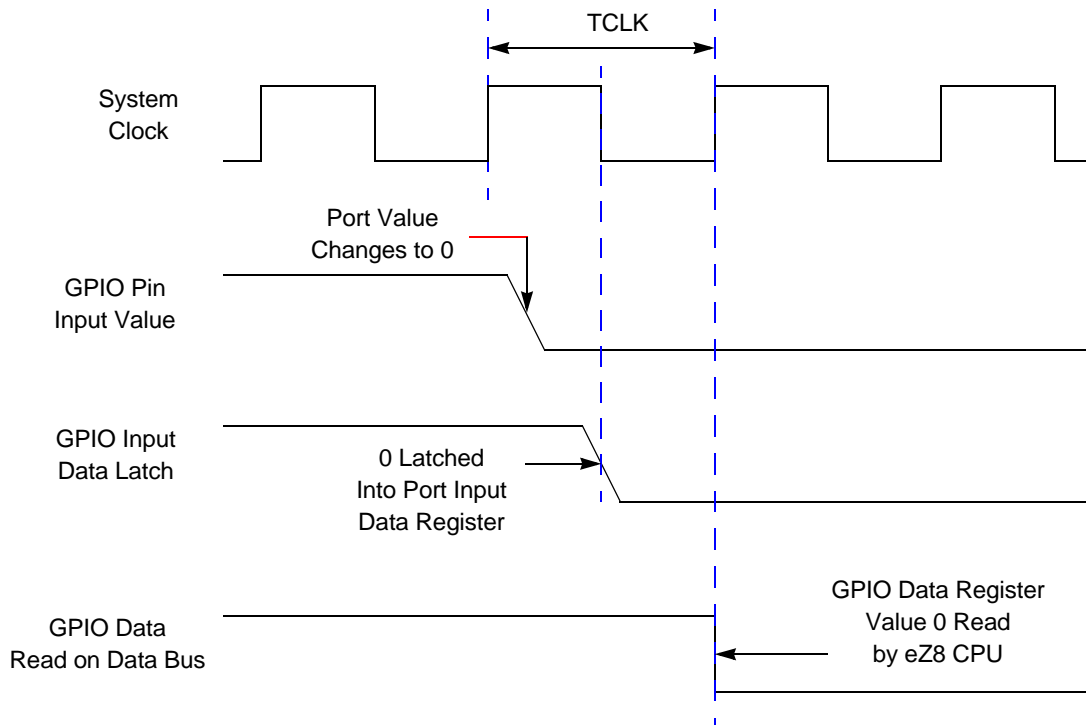 TCLK
System
Clock
Port Value
Changes to 0
GPIO Pin
Input Value
GPIO Input
Data Latch
0 Latched
Into Port Input
Data Register
GPIO Data Register
Value 0 Read
by eZ8 CPU
GPIO Data
Read on Data Bus